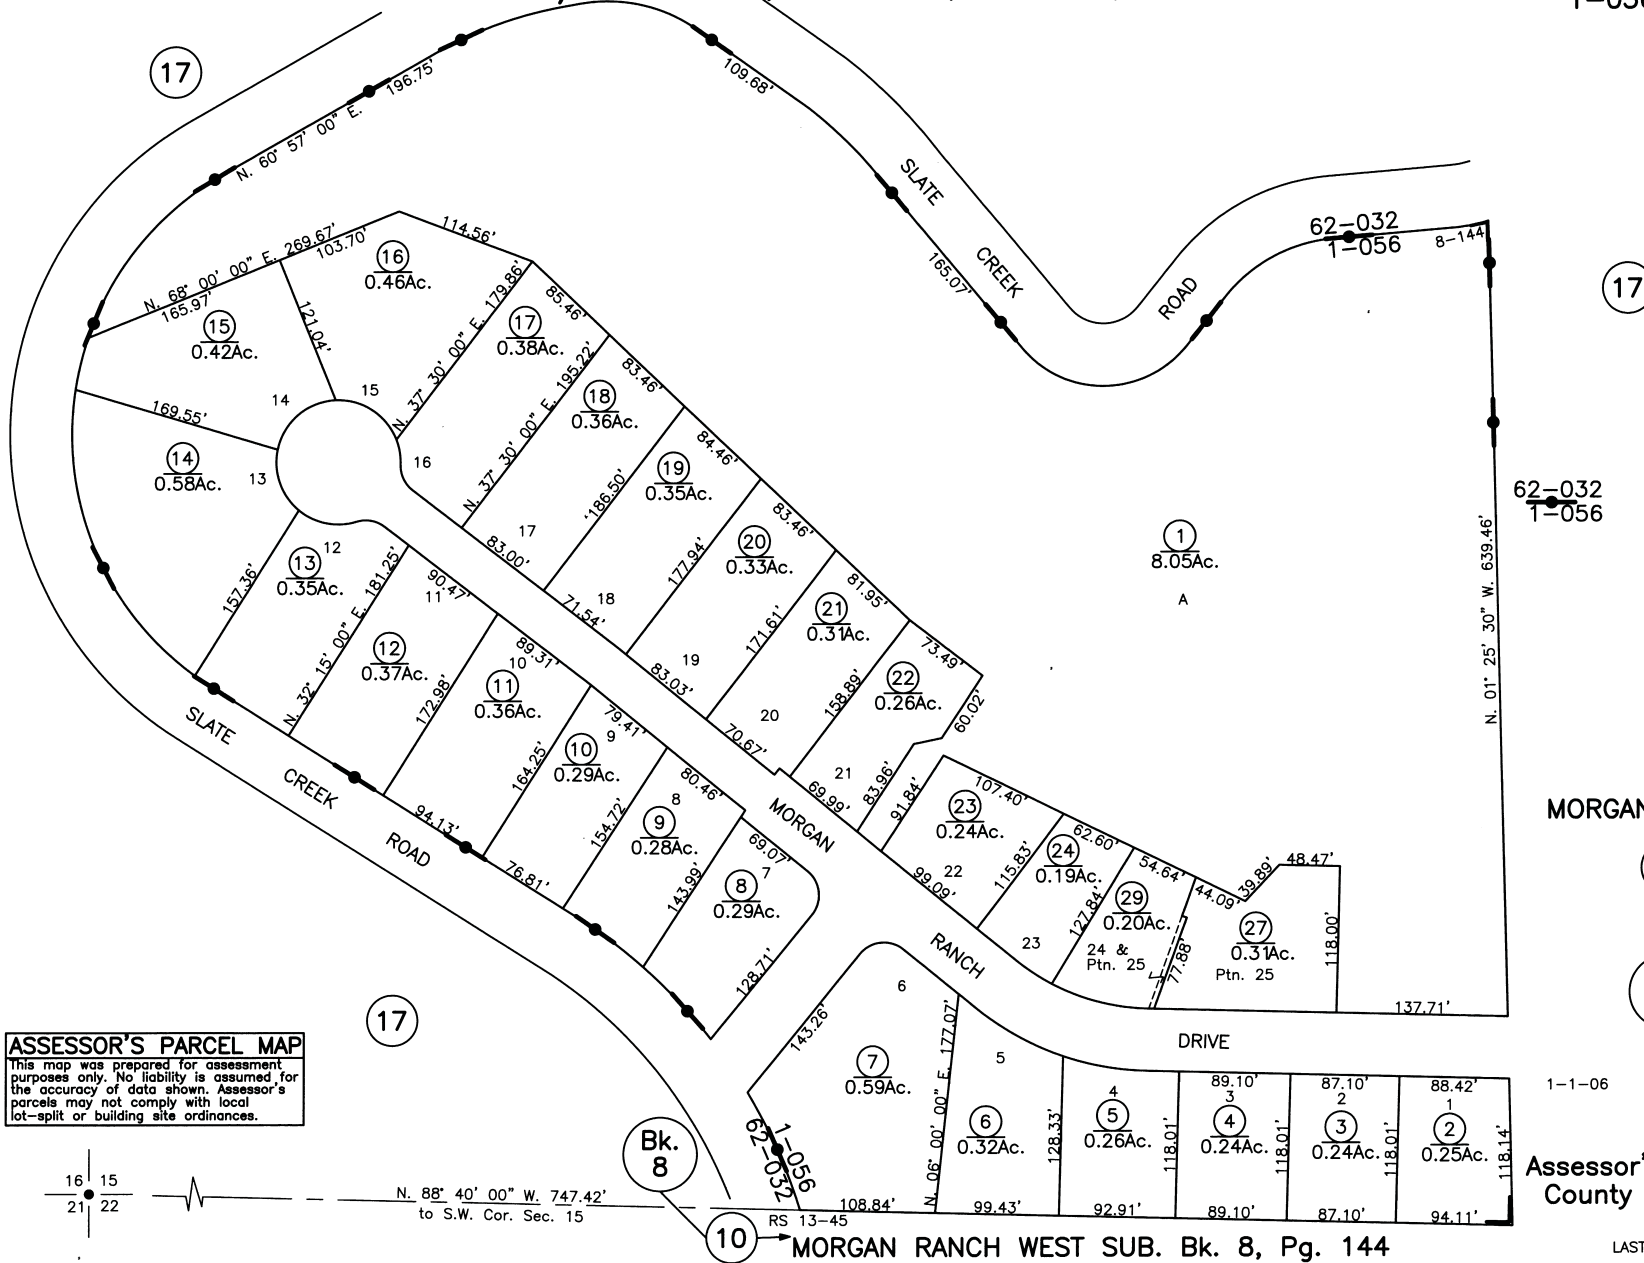 1-056
17
N. 60° 57' 00" E.
196.75'
109.68'
SLATE
CREEK
ROAD
165.07'
62-032
1-056
8-144
17
N. 68° 00' 00" E. 269.67'
165.97'
103.70'
114.56'
16
0.46Ac.
15
0.42Ac.
121.04'
N. 37° 30' 00" E. 179.86'
85.46'
17
0.38Ac.
N. 37° 30' 00" E. 195.22'
83.46'
18
0.36Ac.
14
15
169.55'
14
0.58Ac.
13
16
84.46'
19
0.35Ac.
186.50'
17
83.00'
83.46'
20
0.33Ac.
177.94'
18
71.54'
1
8.05Ac.
A
62-032
1-056
N. 01° 25' 30" W. 639.46'
12
13
0.35Ac.
157.36'
N. 32° 15' 00" E. 181.25'
90.47'
11
12
0.37Ac.
81.95'
21
0.31Ac.
171.61'
19
83.03'
73.49'
22
0.26Ac.
158.89'
60.02'
20
70.67'
89.31'
10
11
0.36Ac.
172.98'
79.41'
9
10
0.29Ac.
164.25'
21
69.99'
83.96'
91.84'
107.40'
23
0.24Ac.
SLATE
CREEK
ROAD
94.13'
80.46'
8
9
0.28Ac.
154.72'
MORGAN
MORGAN
62.60'
24
0.19Ac.
115.83'
22
99.09'
54.64'
44.09'
39.89'
48.47'
76.81'
69.07'
7
8
0.29Ac.
143.99'
29
0.20Ac.
127.84'
24 &
Ptn. 25
77.88'
27
0.31Ac.
Ptn. 25
118.00'
23
RANCH
128.71'
6
143.26'
17
137.71'
DRIVE
7
0.59Ac.
N. 06° 00' 00" E. 177.07'
5
6
0.32Ac.
128.33'
4
5
0.26Ac.
118.01'
89.10'
3
4
0.24Ac.
118.01'
87.10'
2
3
0.24Ac.
118.01'
88.42'
1
2
0.25Ac.
118.14'
1-1-06
ASSESSOR'S PARCEL MAP
This map was prepared for assessment
purposes only. No liability is assumed for
the accuracy of data shown. Assessor's
parcels may not comply with local
lot-split or building site ordinances.
Bk.
8
1-056
62-032
Assessor'
County
16 15
21 22
N. 88° 40' 00" W. 747.42'
to S.W. Cor. Sec. 15
108.84'
99.43'
92.91'
89.10'
87.10'
94.11'
RS 13-45
10
MORGAN RANCH WEST SUB. Bk. 8, Pg. 144
LAST